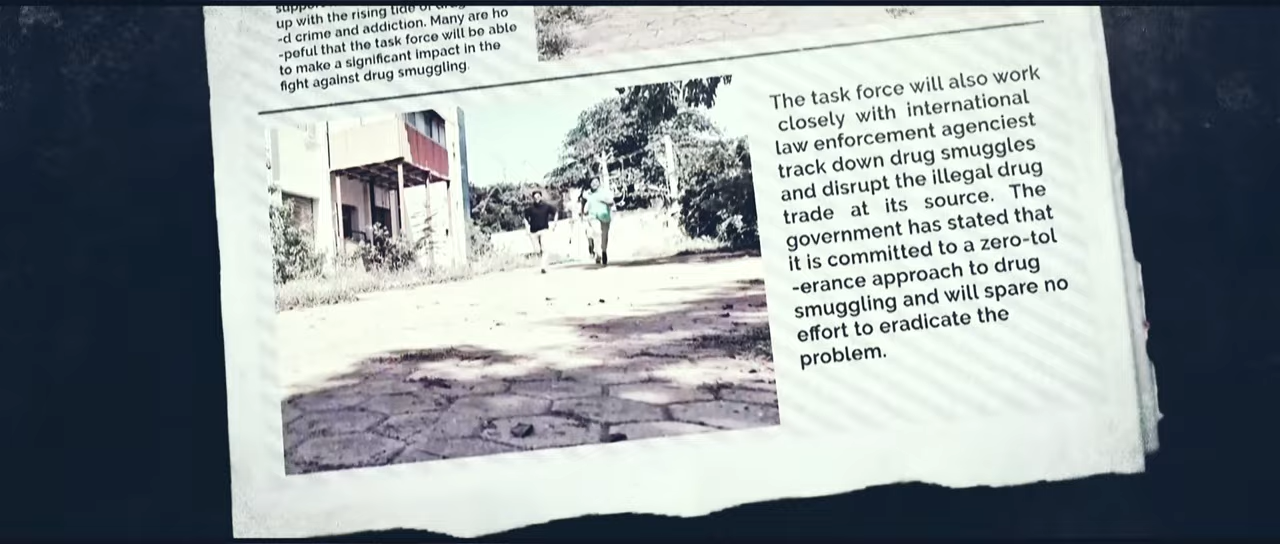 up with the rising tide of
-d crime and addiction. Many are ho
-peful that the task force will be able
to make a significant impact in the
fight against drug smuggling.
The task force will also work
closely with international
law enforcement agenciest
track down drug smuggles
and disrupt the illegal drug
trade at its source. The
government has stated that
it is committed to a zero-tol
-erance approach to drug
smuggling and will spare no
effort to eradicate the
problem.